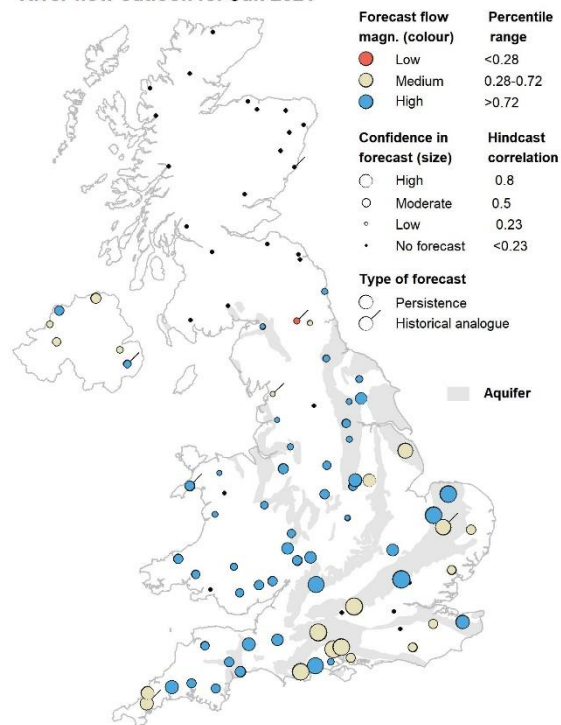 Forecast flow Percentile
magn. (colour) range
Low <0.28
Medium 0.28-0.72
High >0.72
Confidence in Hindcast
forecast (size) correlation
High 0.8
Moderate 0.5
Low 0.23
No forecast <0.23
Type of forecast
Persistence
Historical analogue
Aquifer